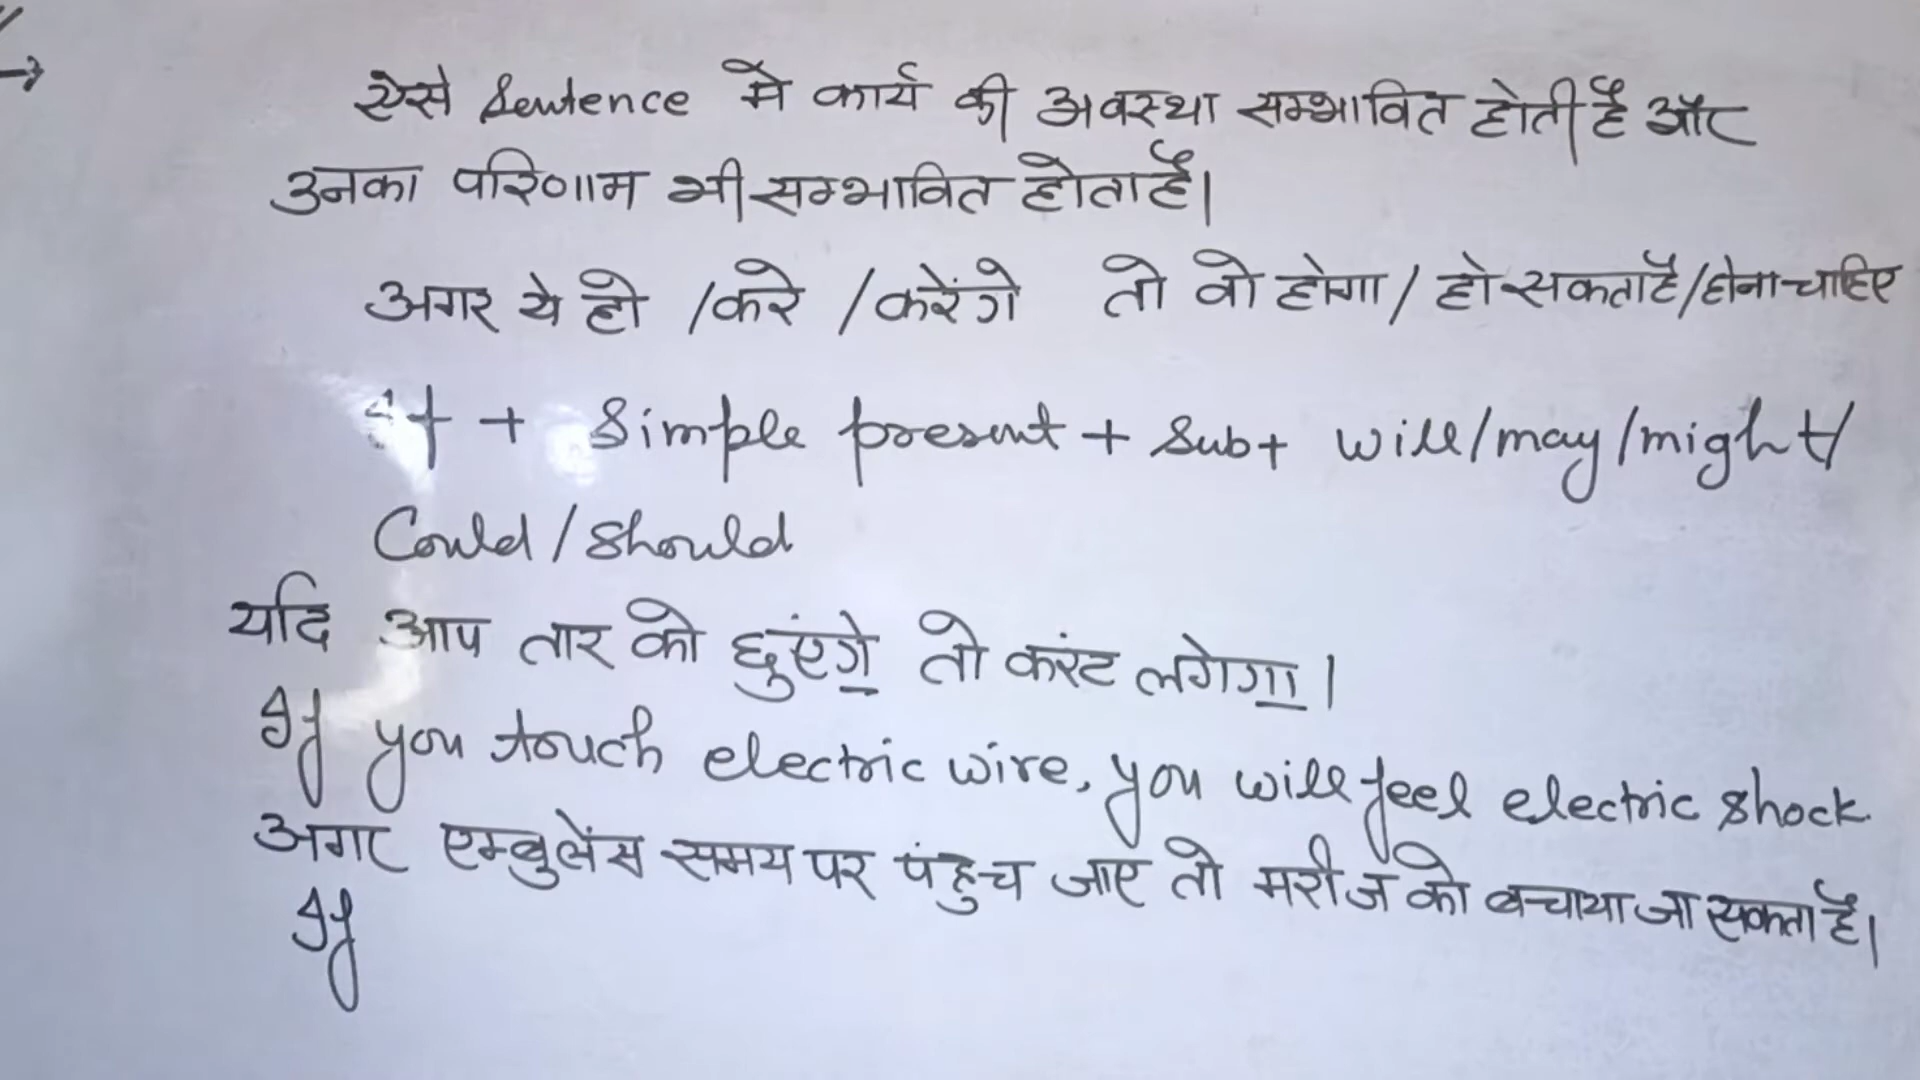 ऐसे Sentence मे कार्य की अवस्था सम्भावित होती है और
उनका परिणाम भी सम्भावित होता है।
अगर ये हो /करे /करेंगे तो वो होगा/ हो सकता है/होना चाहिए
If + Simple present + Sub+ will/may/might/
Could/Should
यदि आप तार को छुएंगे तो करंट लगेगा।
If you touch electric wire, you will feel electric shock.
अगर एम्बुलेंस समय पर पंहुच जाए तो मरीज को बचाया जा सकता है।
If